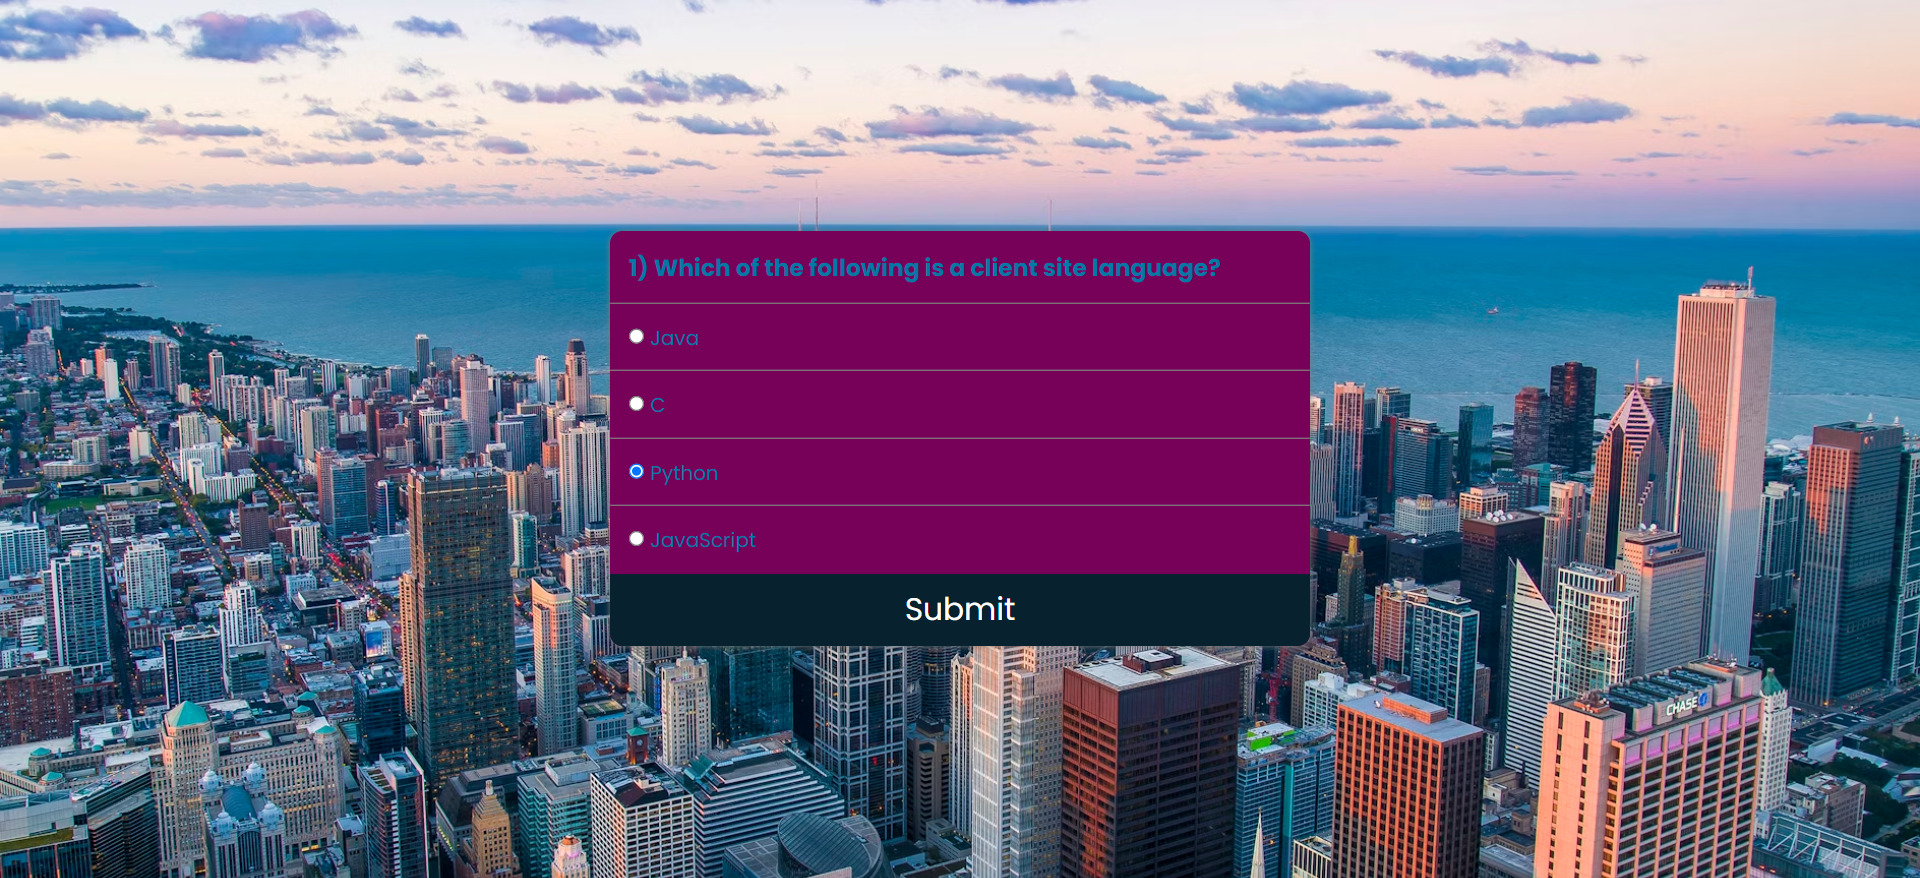 1) Which of the following is a client site language?
Java
C
Python
JavaScript
Submit
CHASE